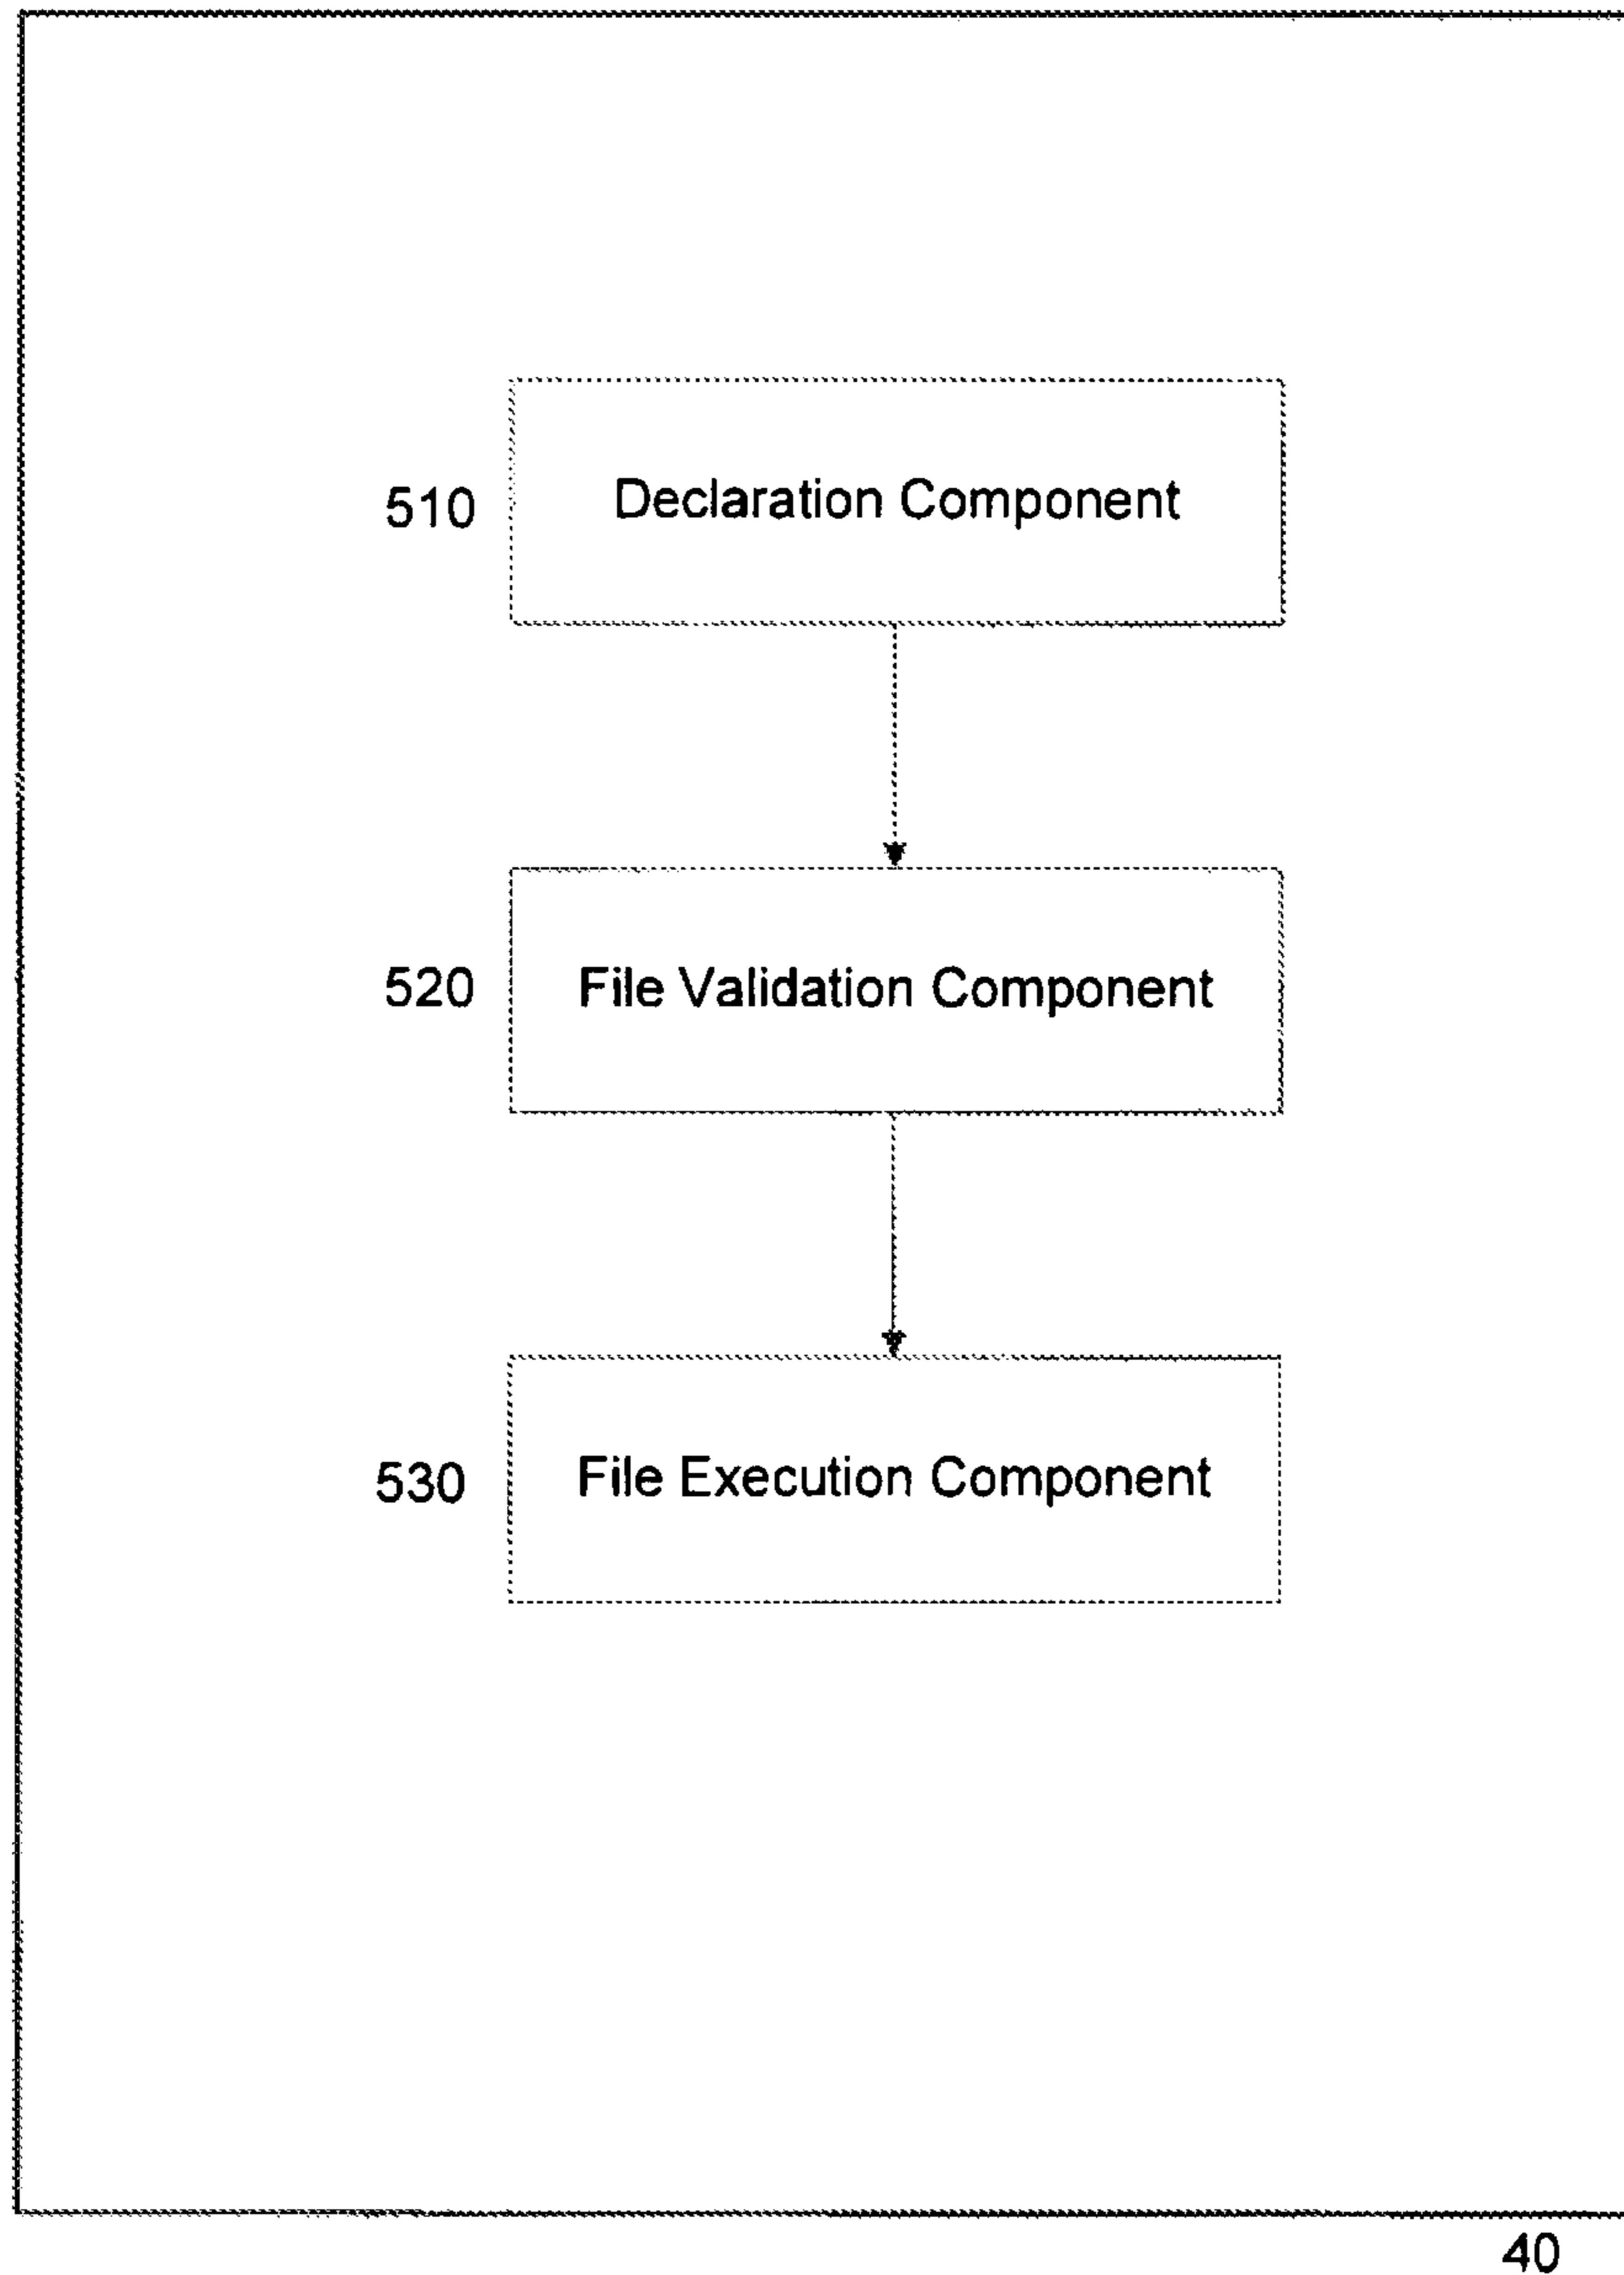 510 Declaration Component
520 File Validation Component
530 File Execution Component
40